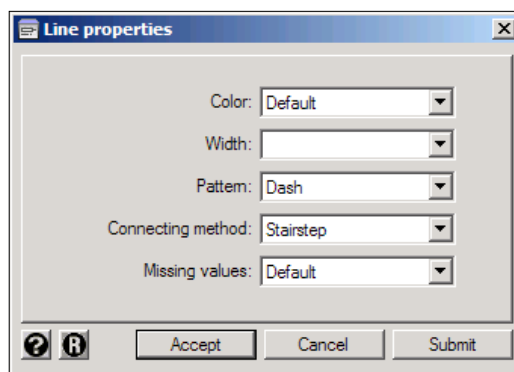 Line properties
Color: Default
Width:
Pattern: Dash
Connecting method: Stairstep
Missing values: Default
? R Accept Cancel Submit